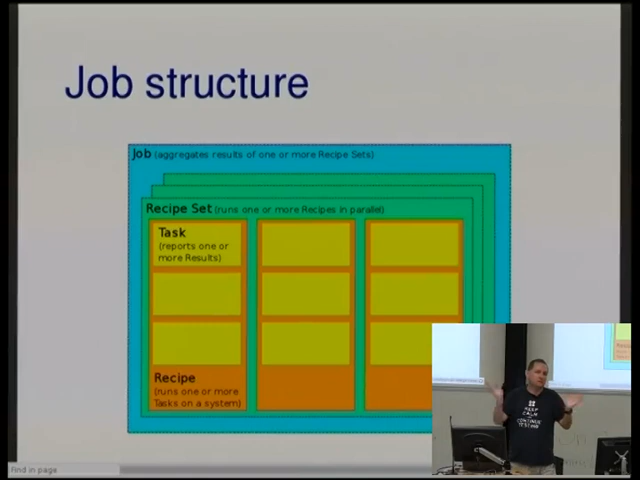 Job structure
Job (aggregates results of one or more Recipe Sets)
Recipe Set (runs one or more Recipes in parallel)
Task
(reports one or
more Results)
Recipe
(runs one or more
Tasks on a system)
Find in page
KEEP
CALM
AND
CONTINUE
TESTING